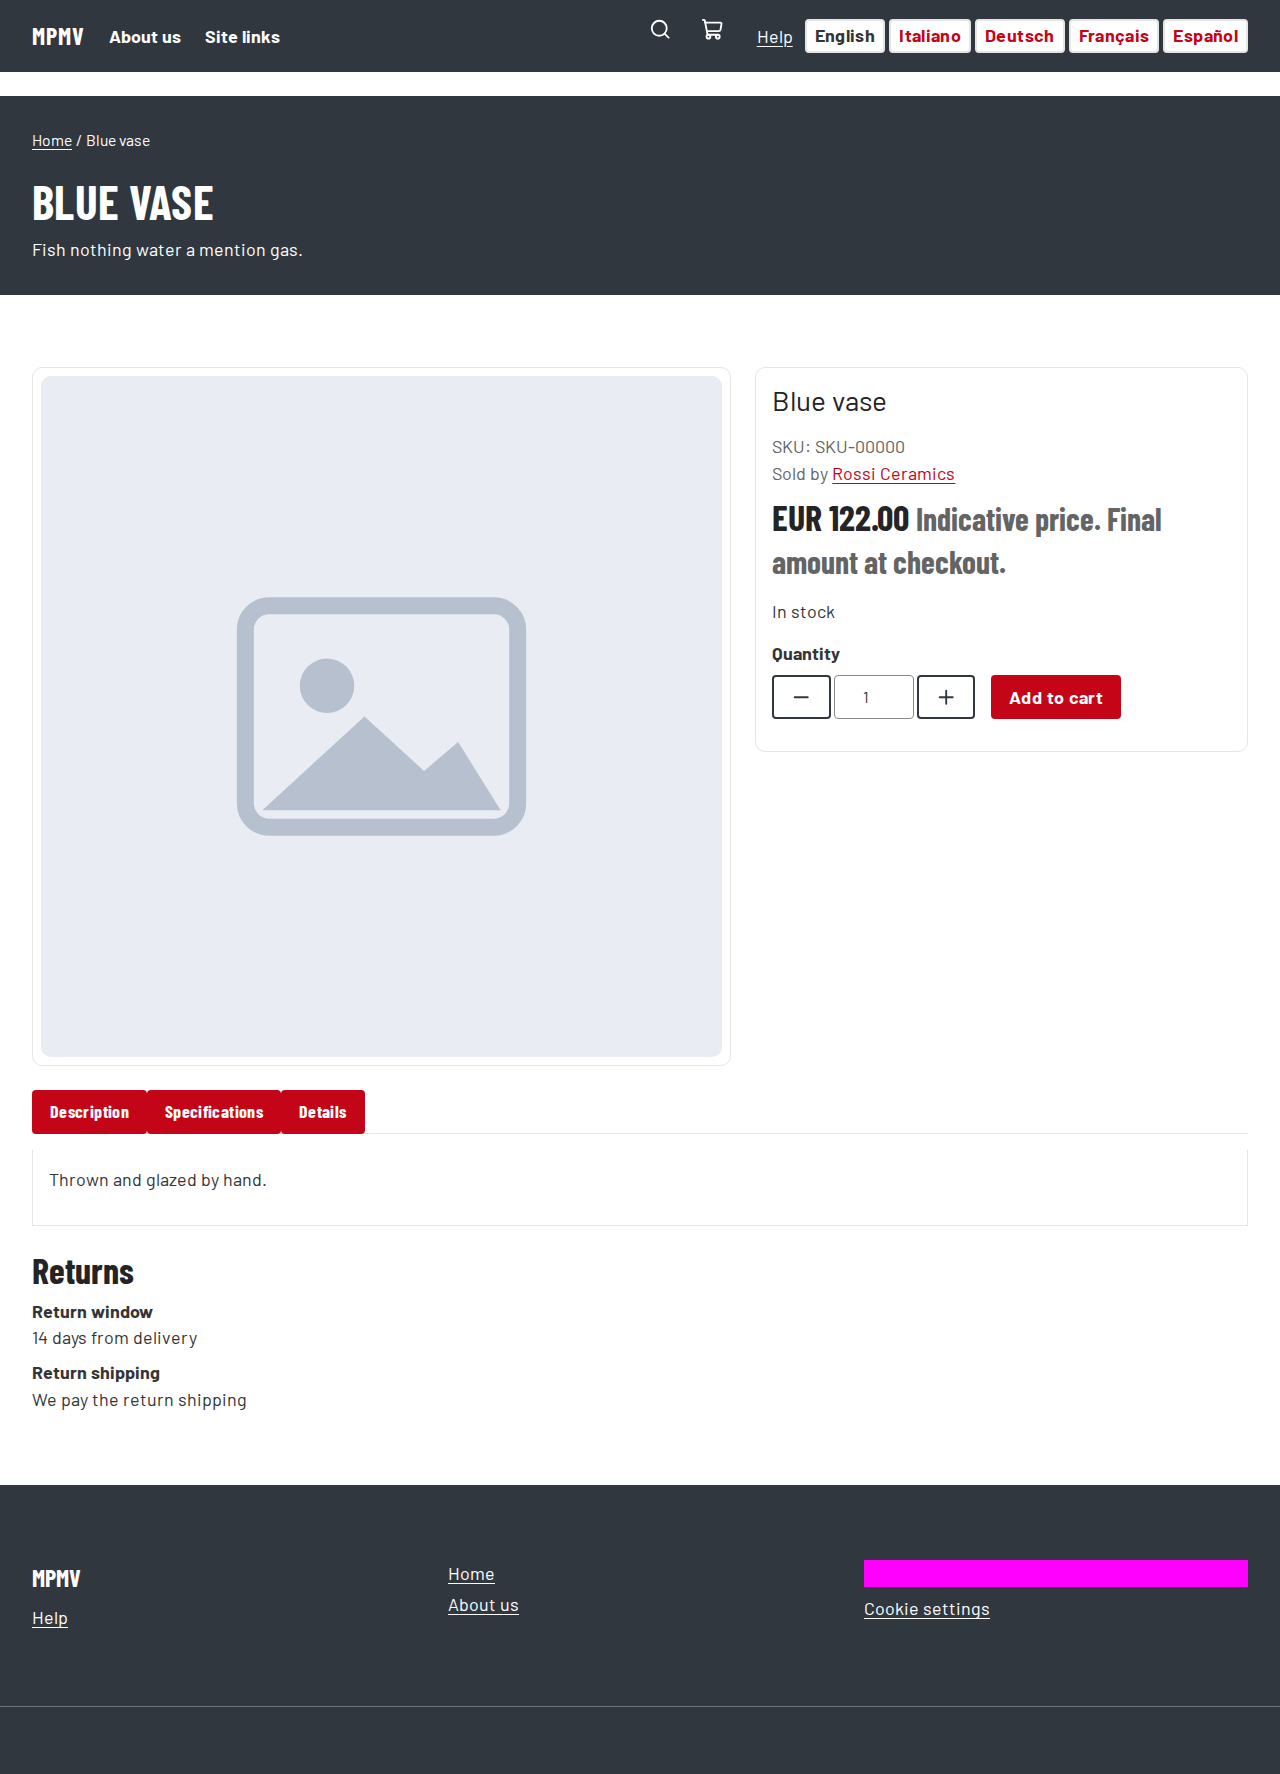 MPMV About us Site links Help English Italiano Deutsch Français Español
Home / Blue vase
BLUE VASE
Fish nothing water a mention gas.
Blue vase
SKU: SKU-00000
Sold by Rossi Ceramics
EUR 122.00 Indicative price. Final
amount at checkout.
In stock
Quantity
1 Add to cart
Description Specifications Details
Thrown and glazed by hand.
Returns
Return window
14 days from delivery
Return shipping
We pay the return shipping
MPMV
Help
Home
About us
Cookie settings